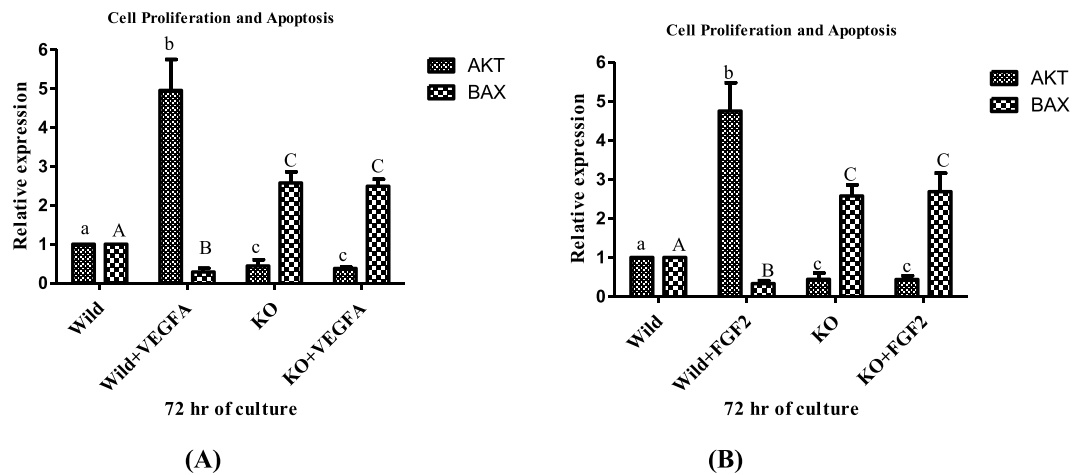 Cell Proliferation and Apoptosis
Relative expression
6
5
4
3
2
1
0
a
A
b
B
c
C
c
C
AKT
BAX
Wild
Wild+VEGFA
KO
KO+VEGFA
72 hr of culture
(A)
Cell Proliferation and Apoptosis
Relative expression
6
5
4
3
2
1
0
a
A
b
B
c
C
c
C
AKT
BAX
Wild
Wild+FGF2
KO
KO+FGF2
72 hr of culture
(B)